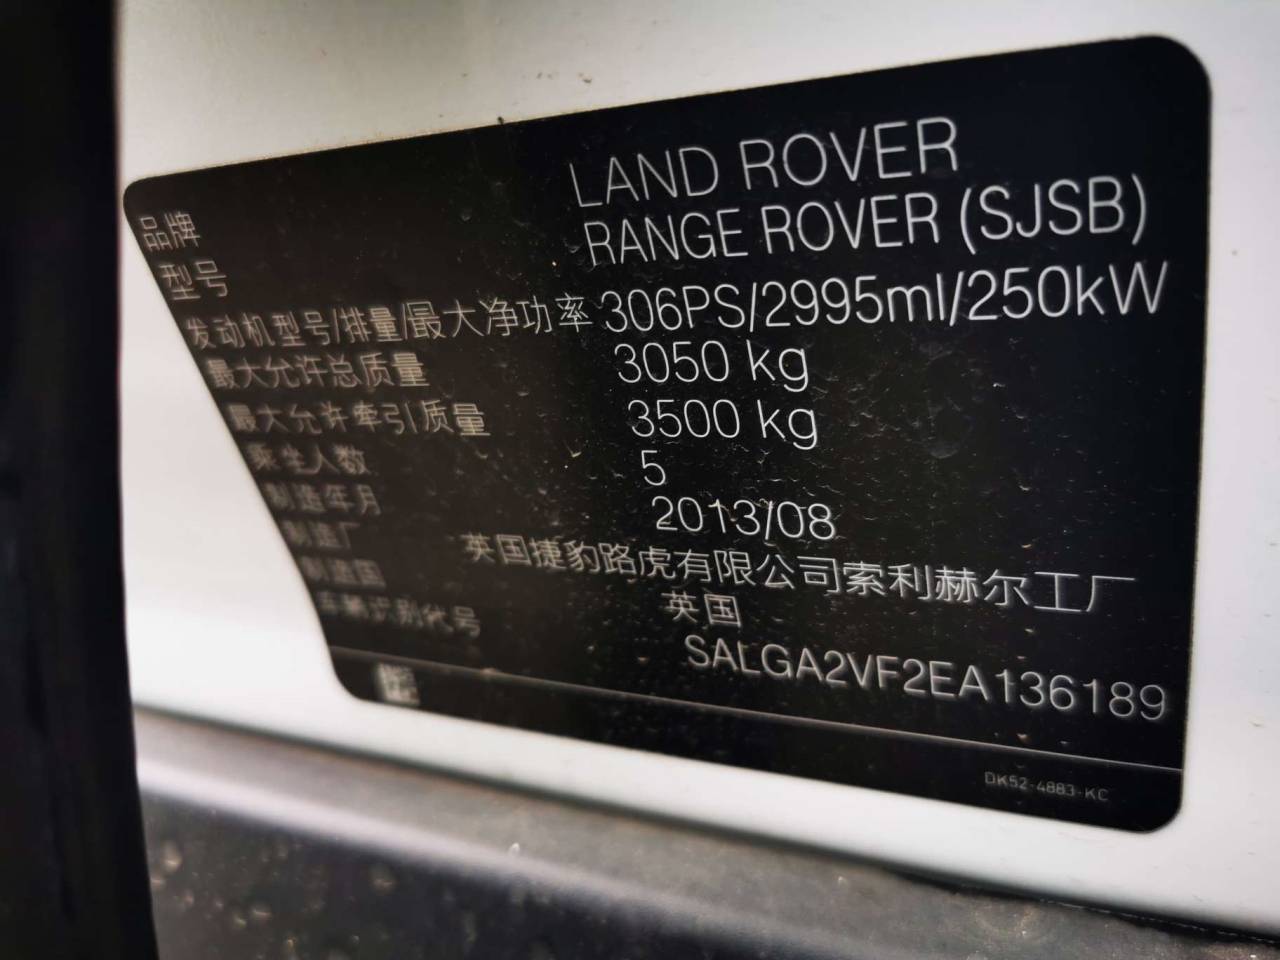 品牌 LAND ROVER
型号 RANGE ROVER (SJSB)
发动机型号/排量/最大净功率 306PS/2995ml/250kW
最大允许总质量 3050 kg
最大允许牵引质量 3500 kg
乘坐人数 5
制造年月 2013/08
制造厂 英国捷豹路虎有限公司索利赫尔工厂
制造国 英国
车辆识别代号 SALGA2VF2EA136189
DK52-4883-KC